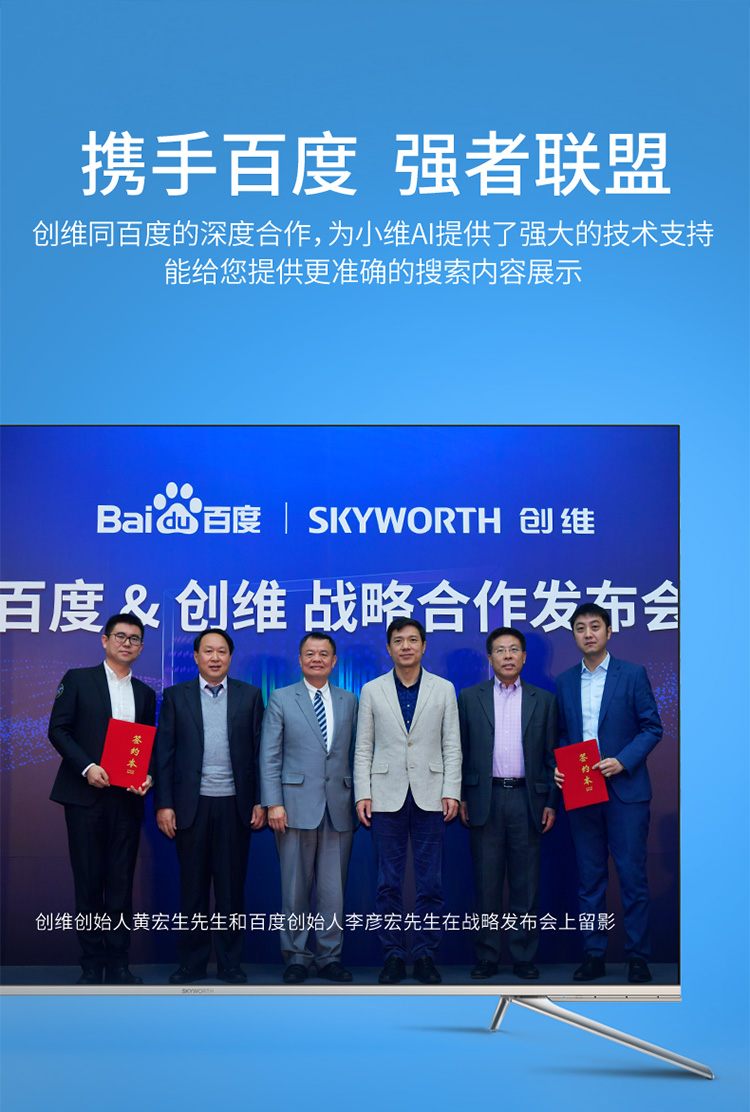 携手百度 强者联盟
创维同百度的深度合作，为小维AI提供了强大的技术支持
能给您提供更准确的搜索内容展示
Bai du 百度 | SKYWORTH 创维
百度 & 创维 战略合作发布会
签约本
签约本
创维创始人黄宏生先生和百度创始人李彦宏先生在战略发布会上留影
SKYWORTH